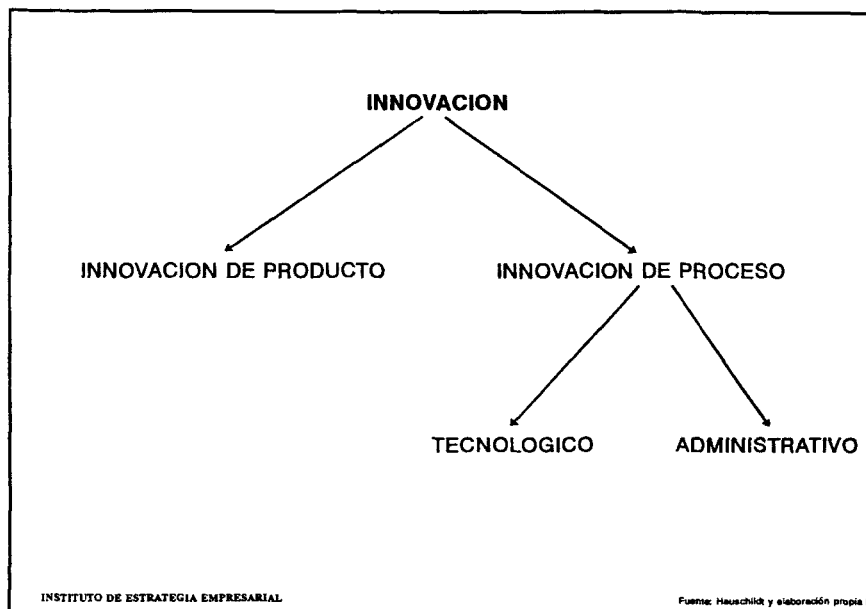 INNOVACION
INNOVACION DE PRODUCTO
INNOVACION DE PROCESO
TECNOLOGICO
ADMINISTRATIVO
INSTITUTO DE ESTRATEGIA EMPRESARIAL
Fuente: Hauschildt y elaboración propia